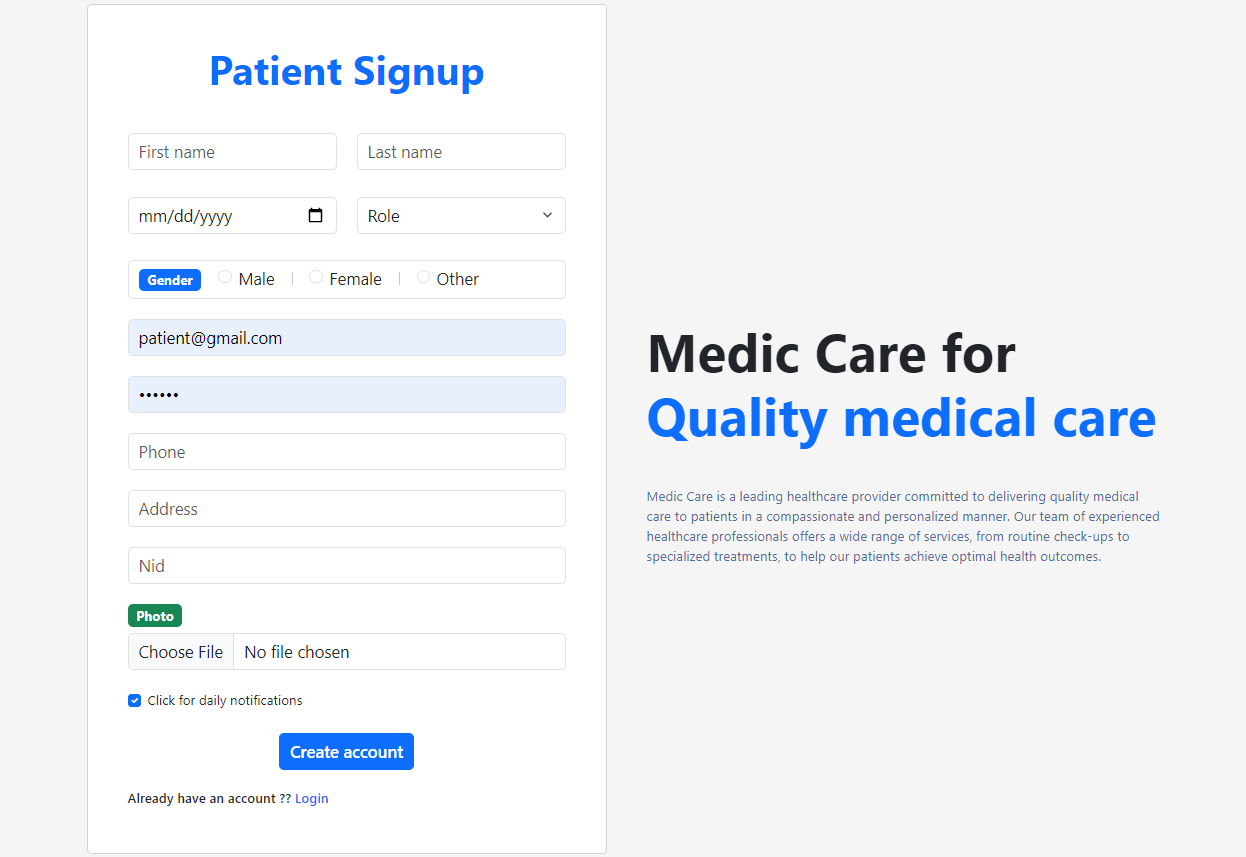 Patient Signup
First name Last name
mm/dd/yyyy Role
Gender Male | Female | Other
patient@gmail.com
••••••
Phone
Address
Nid
Photo
Choose File No file chosen
Click for daily notifications
Create account
Already have an account ?? Login
Medic Care for
Quality medical care
Medic Care is a leading healthcare provider committed to delivering quality medical
care to patients in a compassionate and personalized manner. Our team of experienced
healthcare professionals offers a wide range of services, from routine check-ups to
specialized treatments, to help our patients achieve optimal health outcomes.